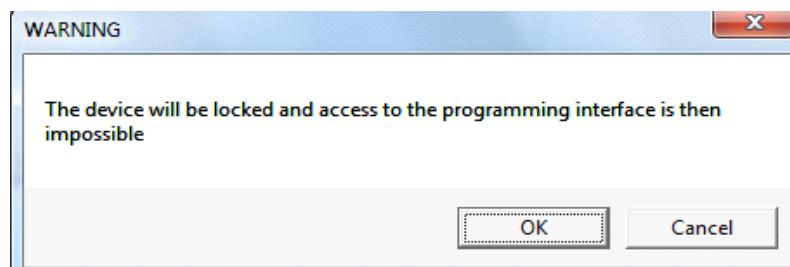 WARNING
The device will be locked and access to the programming interface is then
impossible
OK
Cancel